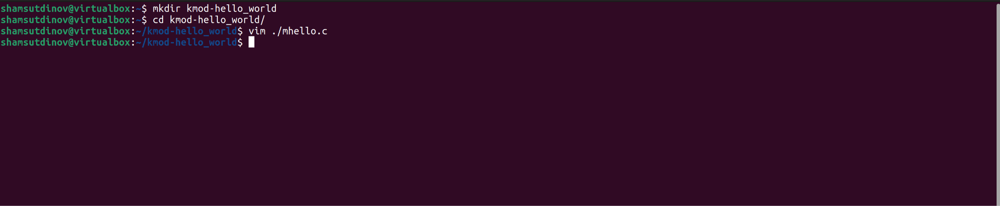 shamsutdinov@virtualbox:~$ mkdir kmod-hello_world
shamsutdinov@virtualbox:~$ cd kmod-hello_world/
shamsutdinov@virtualbox:~/kmod-hello_world$ vim ./mhello.c
shamsutdinov@virtualbox:~/kmod-hello_world$